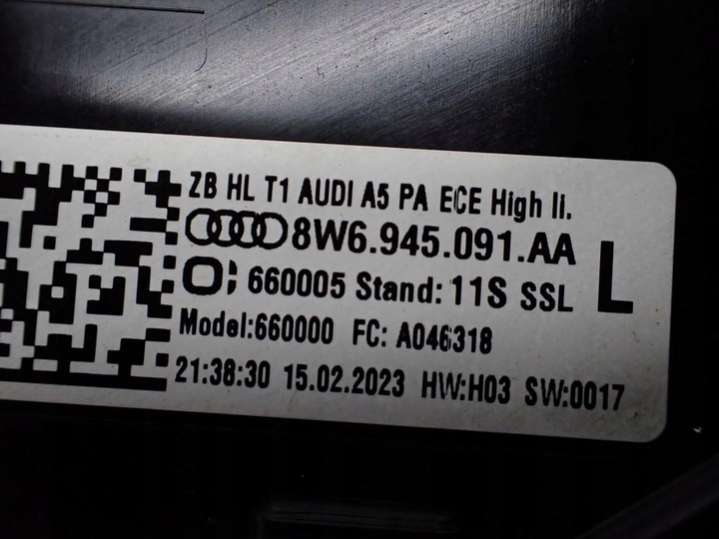 ZB HL T1 AUDI A5 PA ECE High li.
8W6.945.091.AA L
660005 Stand: 11S SSL
Model:660000 FC: A046318
21:38:30 15.02.2023 HW:H03 SW:0017